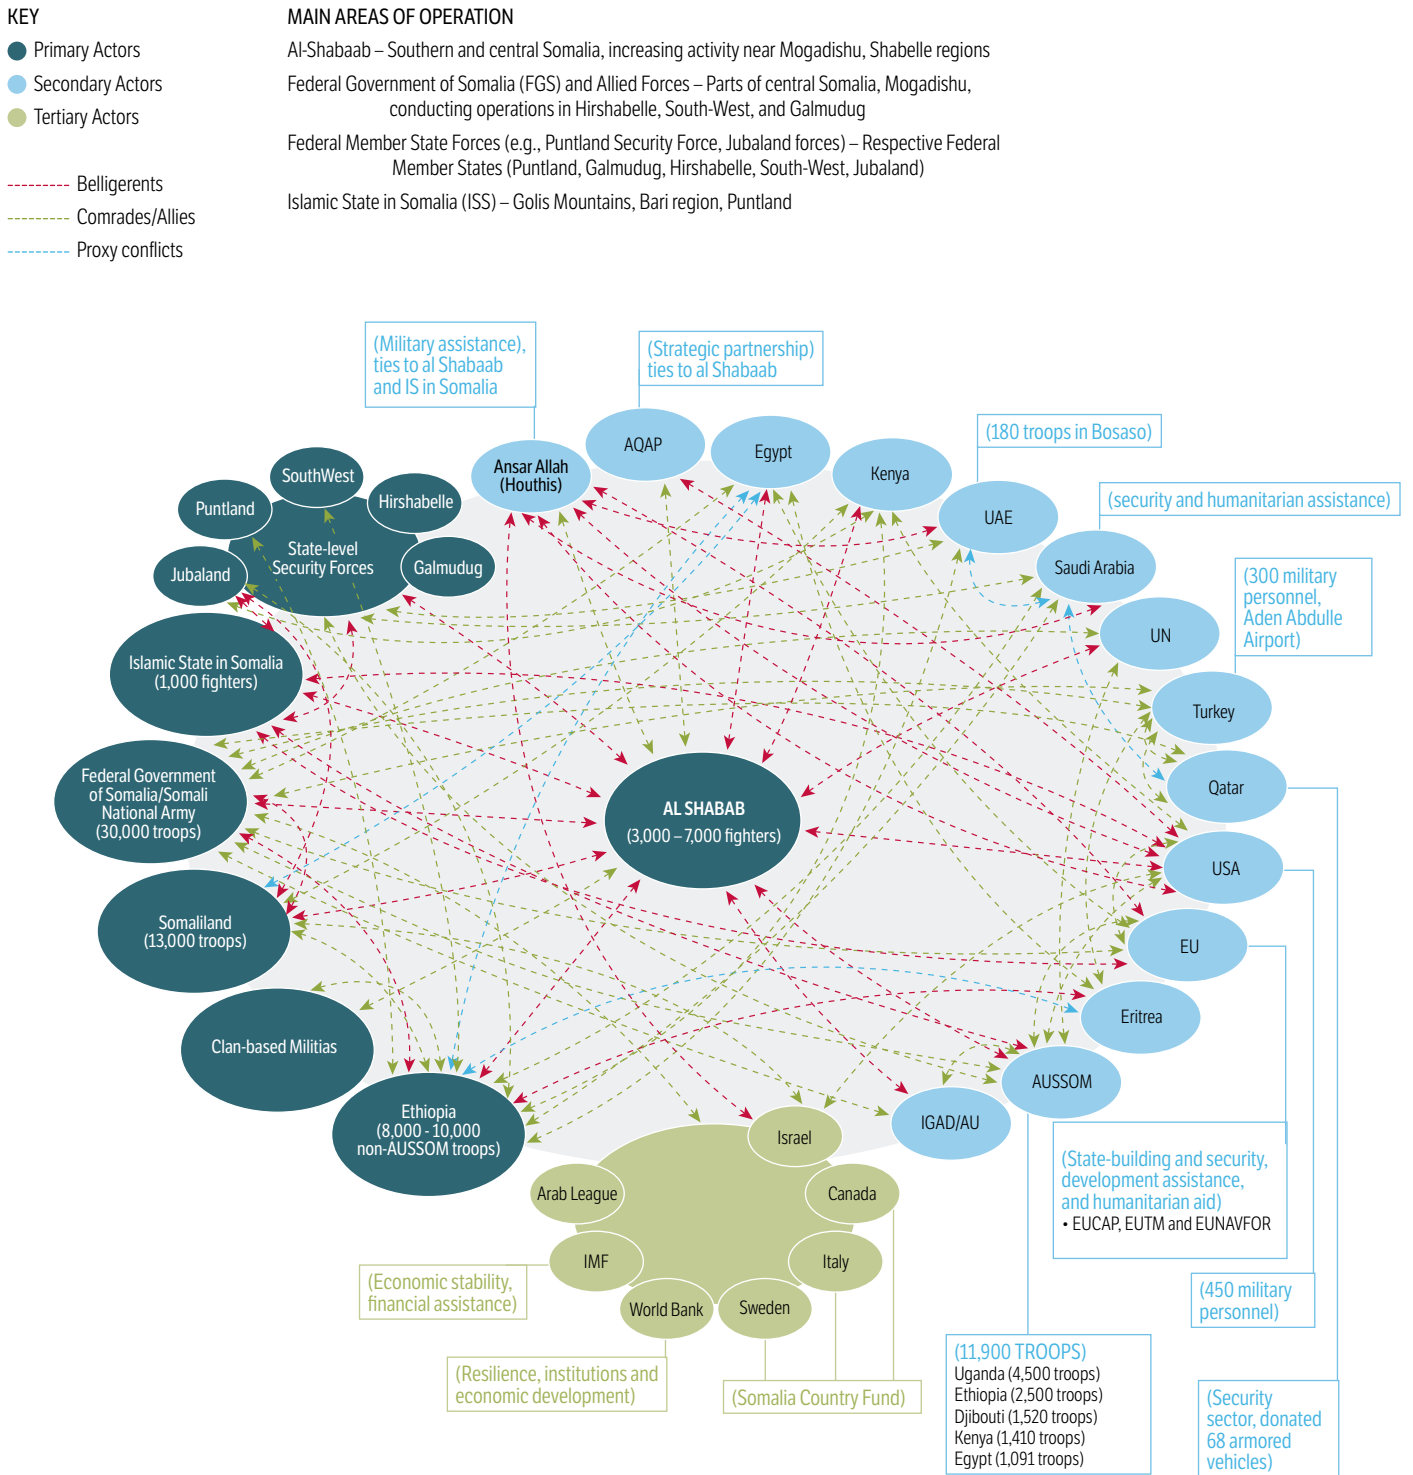 KEY
Primary Actors
Secondary Actors
Tertiary Actors
Belligerents
Comrades/Allies
Proxy conflicts
MAIN AREAS OF OPERATION
Al-Shabaab – Southern and central Somalia, increasing activity near Mogadishu, Shabelle regions
Federal Government of Somalia (FGS) and Allied Forces – Parts of central Somalia, Mogadishu,
conducting operations in Hirshabelle, South-West, and Galmudug
Federal Member State Forces (e.g., Puntland Security Force, Jubaland forces) – Respective Federal
Member States (Puntland, Galmudug, Hirshabelle, South-West, Jubaland)
Islamic State in Somalia (ISS) – Golis Mountains, Bari region, Puntland
(Military assistance),
ties to al Shabaab
and IS in Somalia
(Strategic partnership)
ties to al Shabaab
(180 troops in Bosaso)
(security and humanitarian assistance)
(300 military
personnel,
Aden Abdulle
Airport)
Ansar Allah
(Houthis)
AQAP
Egypt
Kenya
UAE
Saudi Arabia
UN
Turkey
Qatar
USA
EU
Eritrea
AUSSOM
IGAD/AU
SouthWest
Puntland
Hirshabelle
State-level
Security Forces
Jubaland
Galmudug
Islamic State in Somalia
(1,000 fighters)
Federal Government
of Somalia/Somali
National Army
(30,000 troops)
AL SHABAB
(3,000 – 7,000 fighters)
Somaliland
(13,000 troops)
Clan-based Militias
Ethiopia
(8,000 - 10,000
non-AUSSOM troops)
Israel
Arab League
Canada
IMF
Italy
World Bank
Sweden
(Economic stability,
financial assistance)
(Resilience, institutions and
economic development)
(Somalia Country Fund)
(State-building and security,
development assistance,
and humanitarian aid)
• EUCAP, EUTM and EUNAVFOR
(450 military
personnel)
(11,900 TROOPS)
Uganda (4,500 troops)
Ethiopia (2,500 troops)
Djibouti (1,520 troops)
Kenya (1,410 troops)
Egypt (1,091 troops)
(Security
sector, donated
68 armored
vehicles)